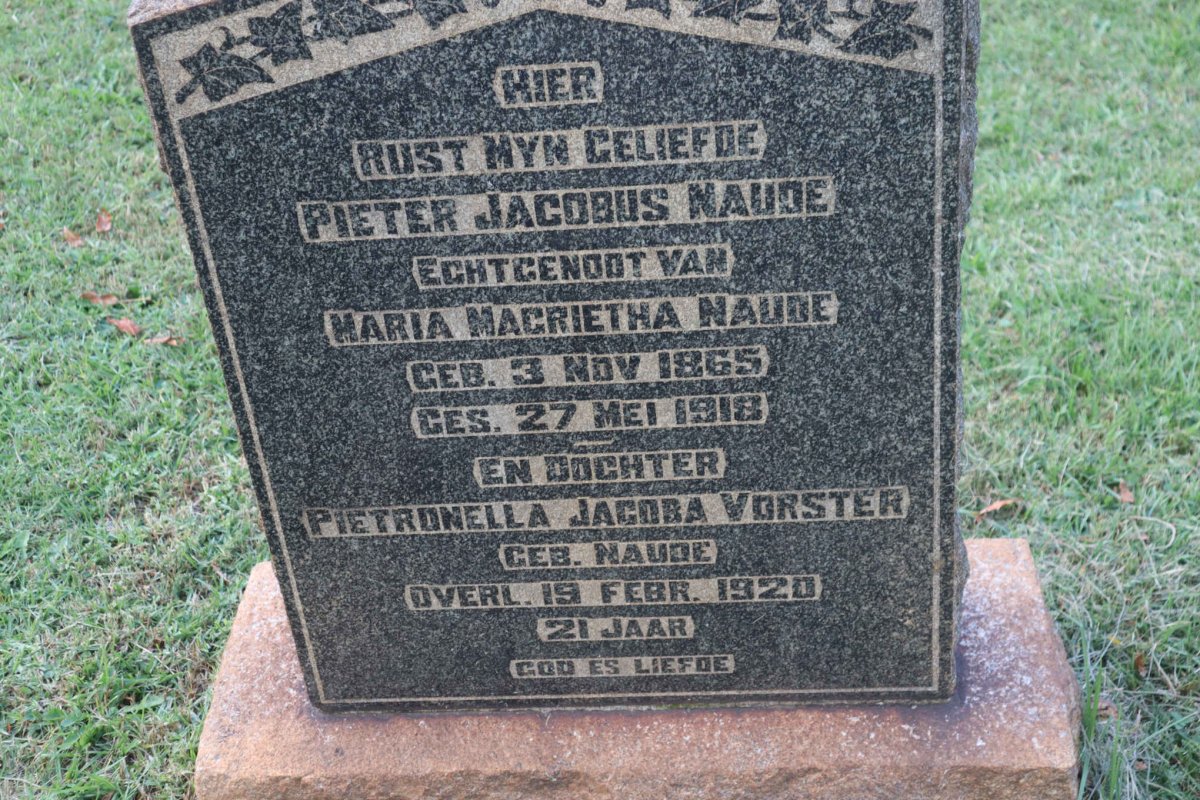 HIER
RUST MYN GELIEFDE
PIETER JACOBUS NAUDE
ECHTGENOOT VAN
MARIA MAGRIETHA NAUDE
GEB. 3 NOV 1865
GES. 27 MEI 1918
EN DOCHTER
PIETRONELLA JACOBA VORSTER
GEB. NAUDE
OVERL. 19 FEBR. 1920
21 JAAR
GOD ES LIEFDE